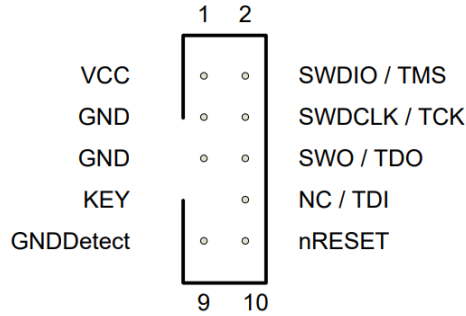 1 2
VCC SWDIO / TMS
GND SWDCLK / TCK
GND SWO / TDO
KEY NC / TDI
GNDDetect nRESET
9 10